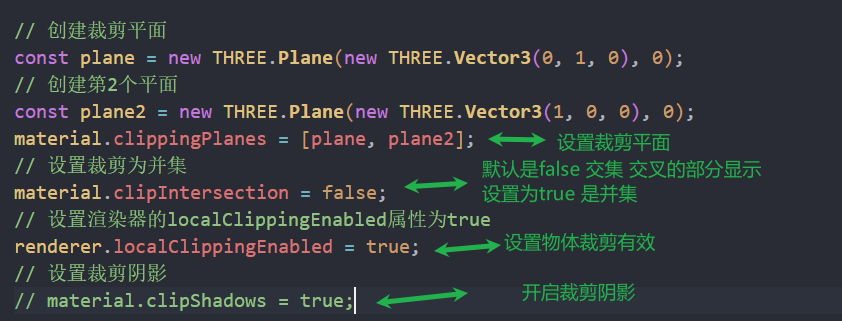 // 创建裁剪平面
const plane = new THREE.Plane(new THREE.Vector3(0, 1, 0), 0);
// 创建第2个平面
const plane2 = new THREE.Plane(new THREE.Vector3(1, 0, 0), 0);
material.clippingPlanes = [plane, plane2]; 设置裁剪平面
// 设置裁剪为并集
默认是false 交集 交叉的部分显示
material.clipIntersection = false; 设置为true 是并集
// 设置渲染器的localClippingEnabled属性为true
renderer.localClippingEnabled = true; 设置物体裁剪有效
// 设置裁剪阴影
// material.clipShadows = true; 开启裁剪阴影